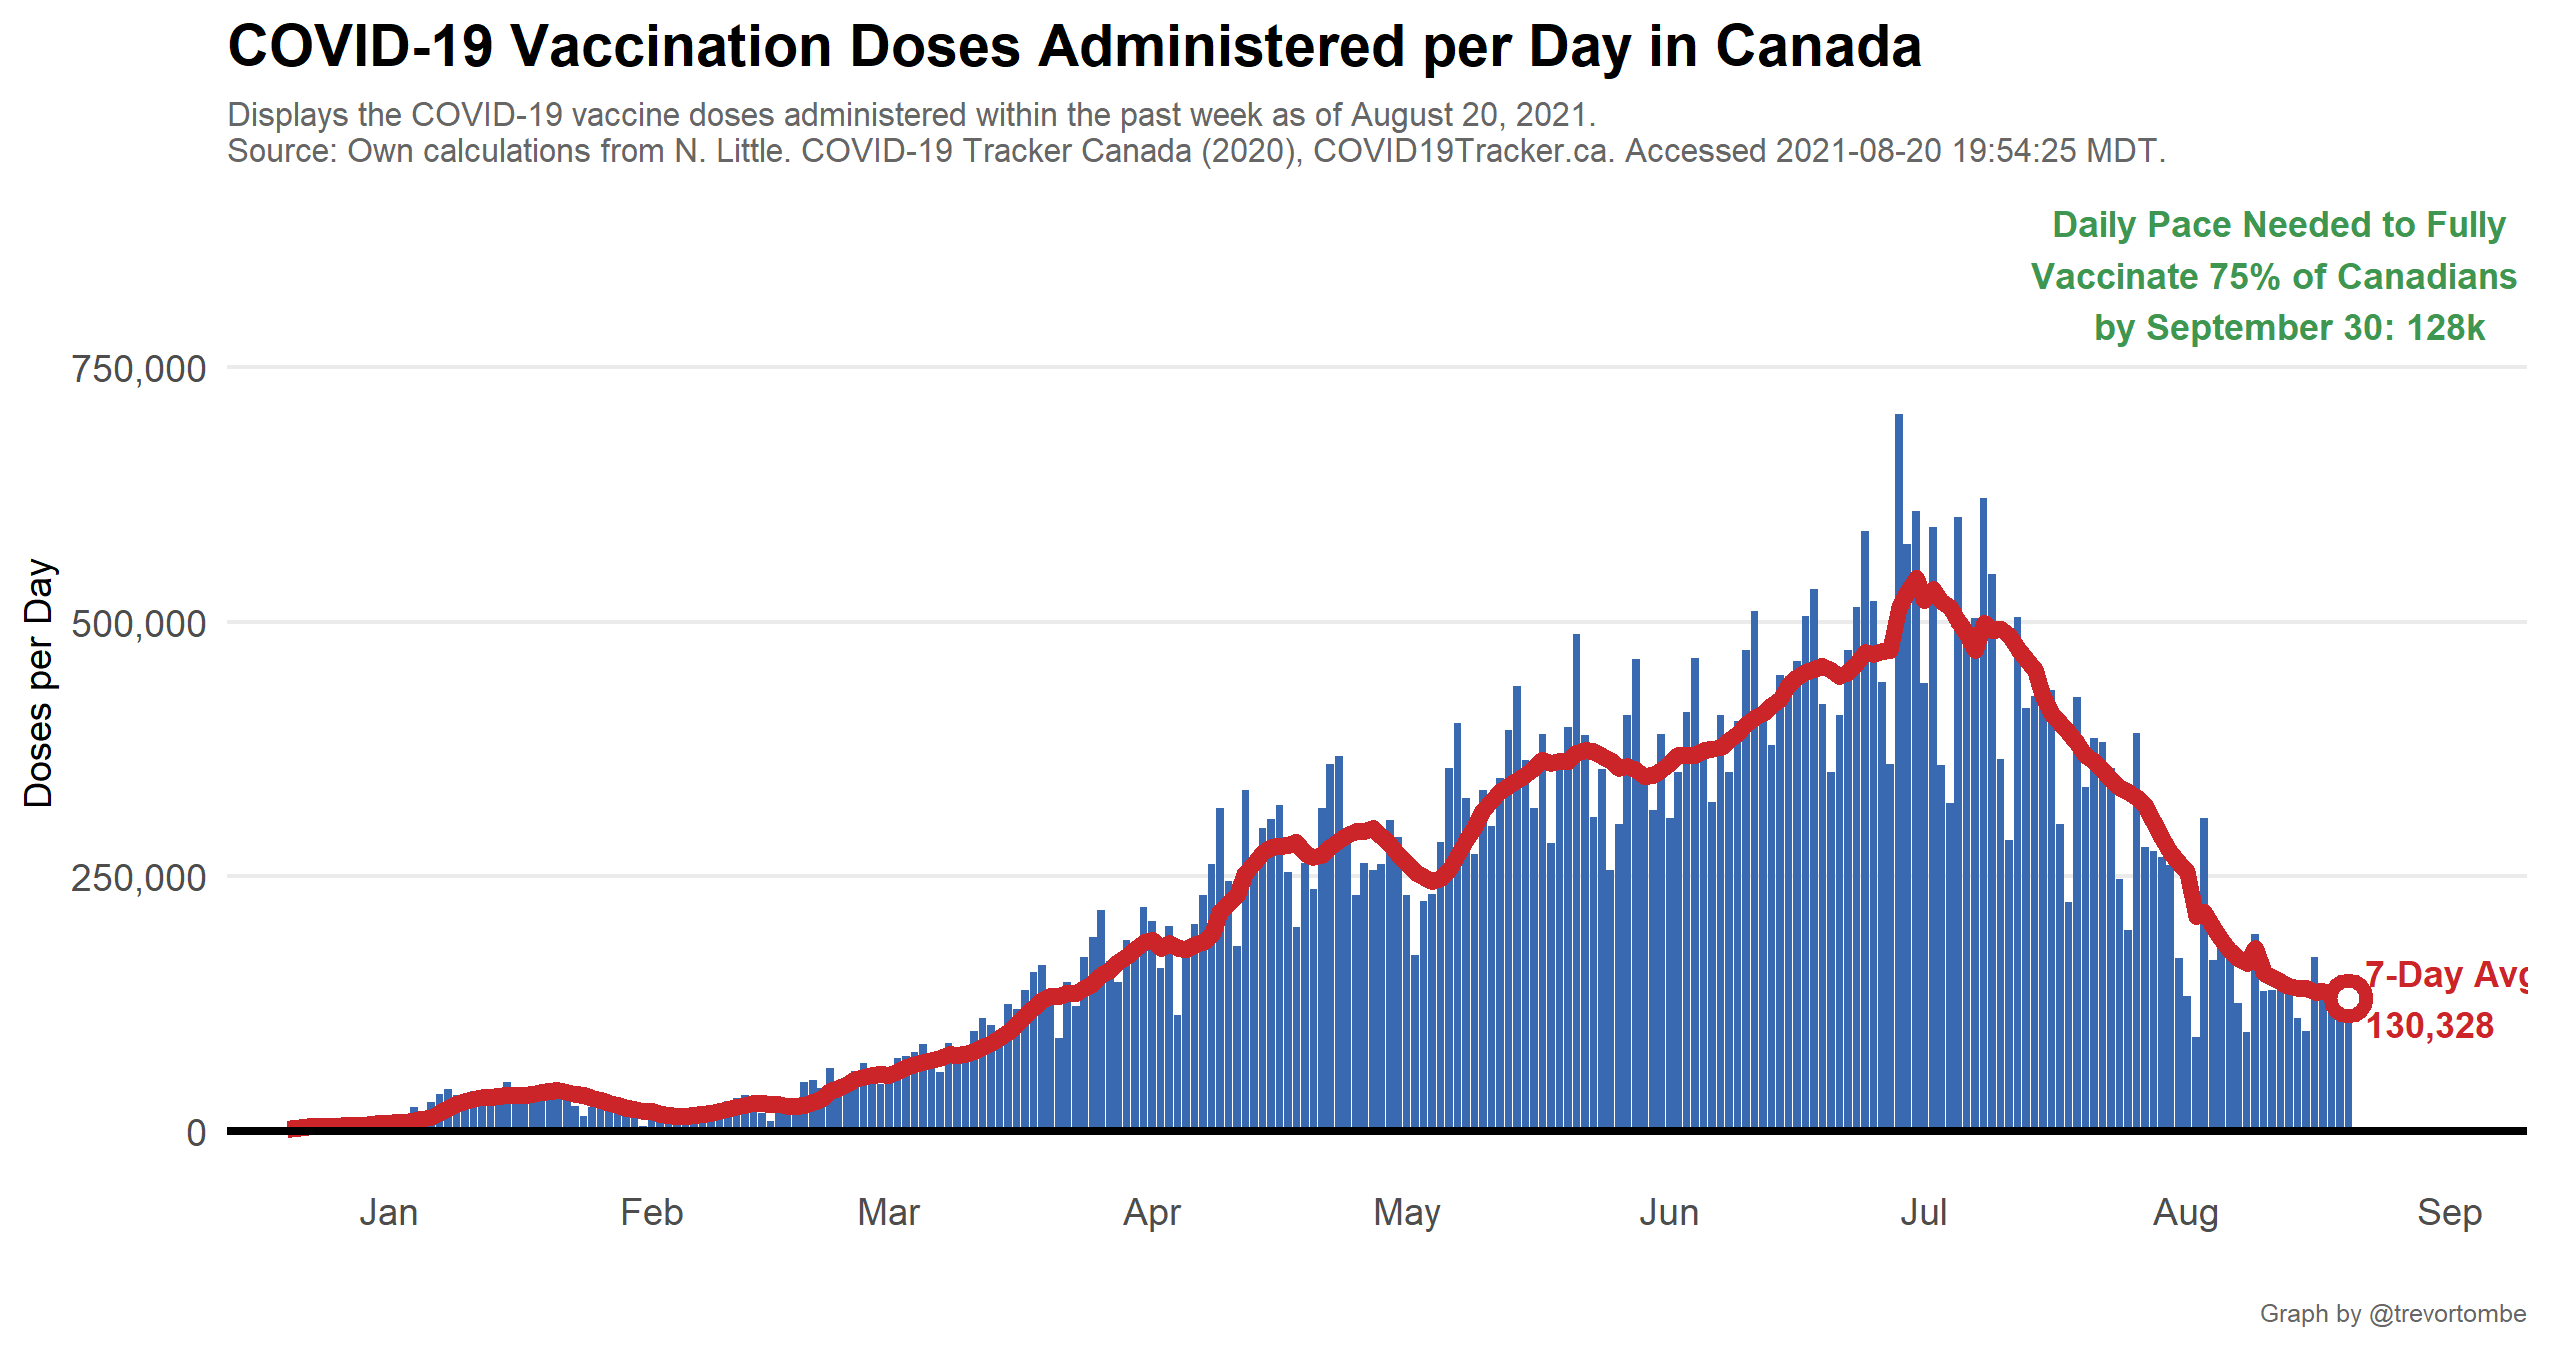 COVID-19 Vaccination Doses Administered per Day in Canada
Displays the COVID-19 vaccine doses administered within the past week as of August 20, 2021.
Source: Own calculations from N. Little. COVID-19 Tracker Canada (2020), COVID19Tracker.ca. Accessed 2021-08-20 19:54:25 MDT.
Daily Pace Needed to Fully
Vaccinate 75% of Canadians
by September 30: 128k
750,000
500,000
250,000
0
Doses per Day
7-Day Avg
130,328
Jan Feb Mar Apr May Jun Jul Aug Sep
Graph by @trevortombe